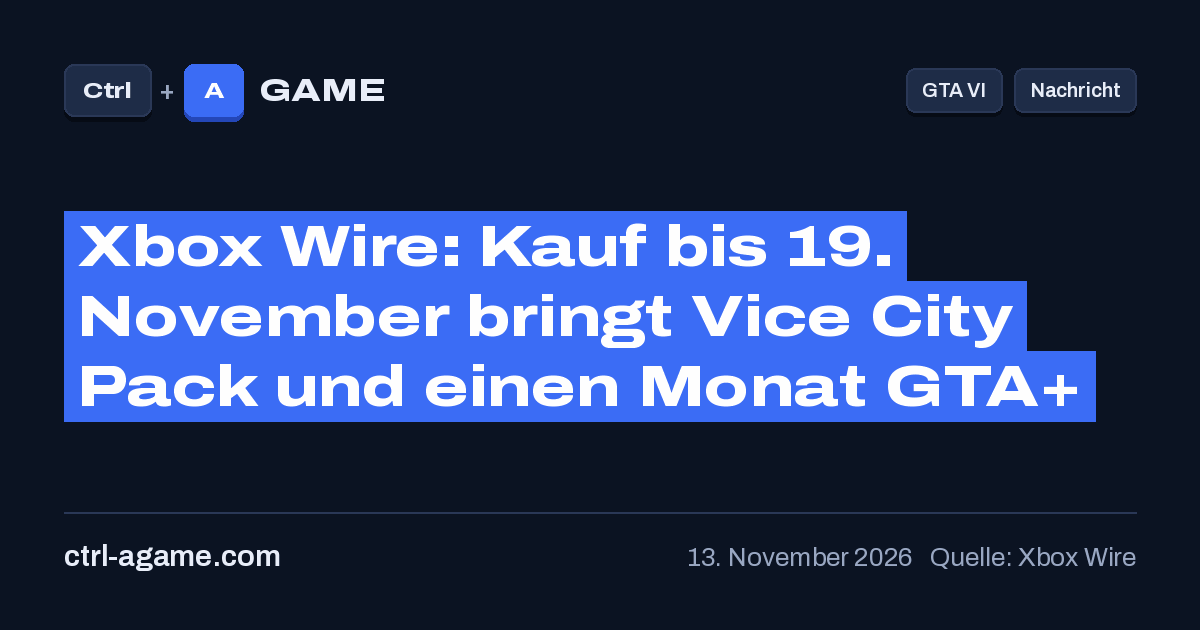 Ctrl + A GAME
GTA VI Nachricht
Xbox Wire: Kauf bis 19.
November bringt Vice City
Pack und einen Monat GTA+
ctrl-agame.com
13. November 2026 Quelle: Xbox Wire